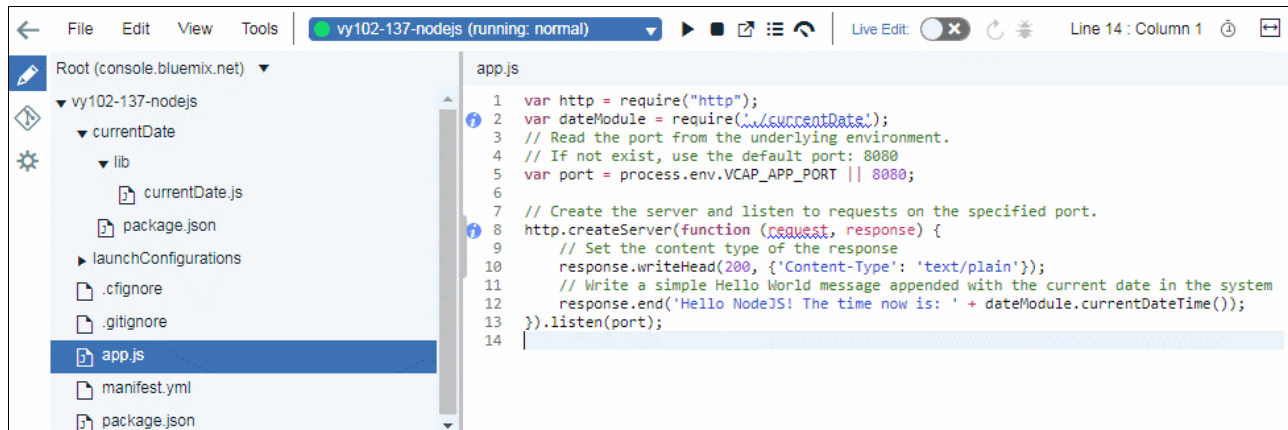 File Edit View Tools vy102-137-nodejs (running: normal) Live Edit: Line 14 : Column 1
Root (console.bluemix.net)
vy102-137-nodejs
currentDate
lib
currentDate.js
package.json
launchConfigurations
.cfignore
.gitignore
app.js
manifest.yml
package.json
app.js
1 var http = require("http");
2 var dateModule = require('./currentDate');
3 // Read the port from the underlying environment.
4 // If not exist, use the default port: 8080
5 var port = process.env.VCAP_APP_PORT || 8080;
6
7 // Create the server and listen to requests on the specified port.
8 http.createServer(function (request, response) {
9 // Set the content type of the response
10 response.writeHead(200, {'Content-Type': 'text/plain'});
11 // Write a simple Hello World message appended with the current date in the system
12 response.end('Hello NodeJS! The time now is: ' + dateModule.currentDateTime());
13 }).listen(port);
14